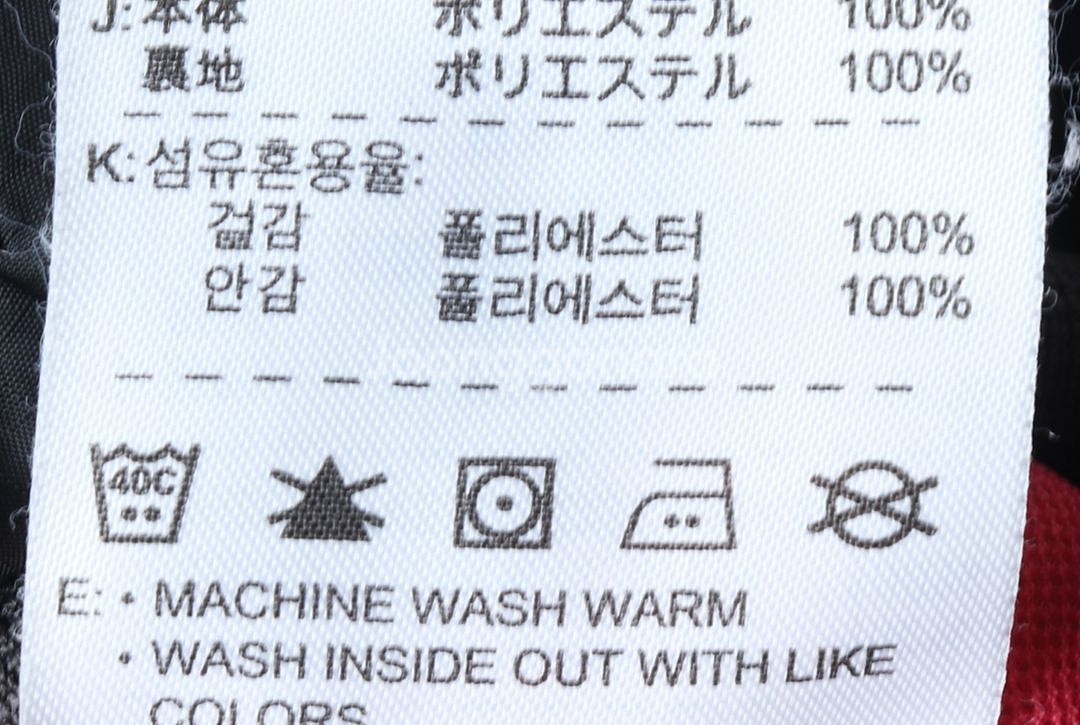 J: 本体 ポリエステル 100%
裏地 ポリエステル 100%
K: 섬유혼용율:
겉감 폴리에스터 100%
안감 폴리에스터 100%
40C
E: • MACHINE WASH WARM
• WASH INSIDE OUT WITH LIKE
COLORS